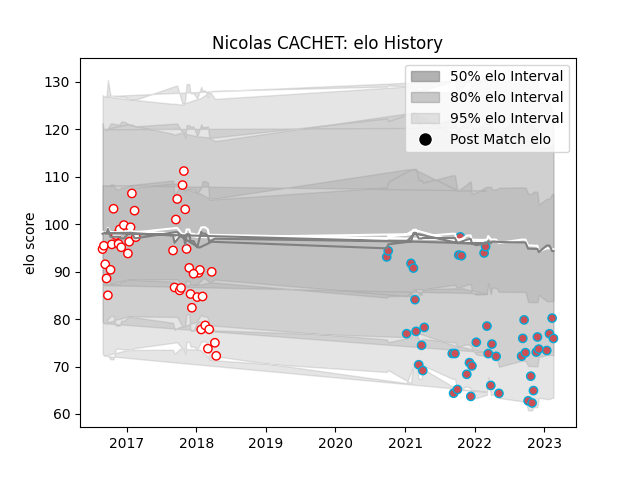 Nicolas CACHET: elo History
50% elo Interval
80% elo Interval
95% elo Interval
Post Match elo
elo score
130
120
110
100
90
80
70
60
2017
2018
2019
2020
2021
2022
2023